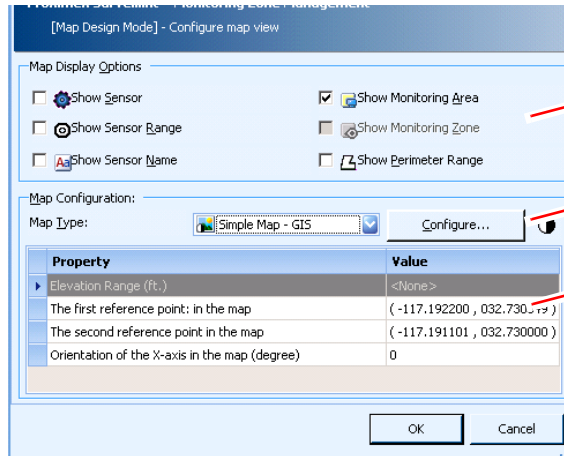 [Map Design Mode] - Configure map view
Map Display Options
Show Sensor
Show Monitoring Area
Show Sensor Range
Show Monitoring Zone
Aa Show Sensor Name
Show Perimeter Range
Map Configuration:
Map Type:
Simple Map - GIS
Configure...
Property Value
Elevation Range (ft.) <None>
The first reference point: in the map
The second reference point in the map ( -117.191101 , 032.730000 )
Orientation of the X-axis in the map (degree) 0
OK Cancel